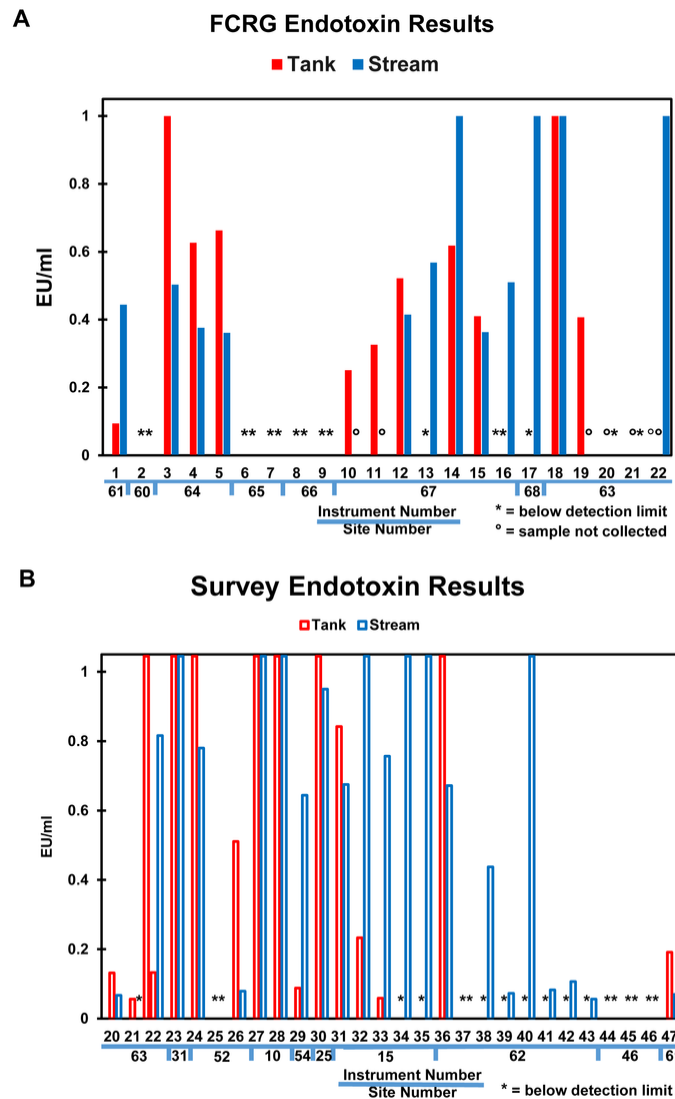 A
FCRG Endotoxin Results
Tank Stream
EU/ml
1
0.8
0.6
0.4
0.2
0
** ** ** ** ** ° ° * ** * ° °* °* °°
1 2 3 4 5 6 7 8 9 10 11 12 13 14 15 16 17 18 19 20 21 22
61 60 64 65 66 67 68 63
Instrument Number
Site Number
* = below detection limit
° = sample not collected
B
Survey Endotoxin Results
Tank Stream
EU/ml
1
0.8
0.6
0.4
0.2
0
* ** * * ** * * * * * * ** ** **
20 21 22 23 24 25 26 27 28 29 30 31 32 33 34 35 36 37 38 39 40 41 42 43 44 45 46 47
63 31 52 10 54 25 15 62 46
Instrument Number
Site Number
* = below detection limit